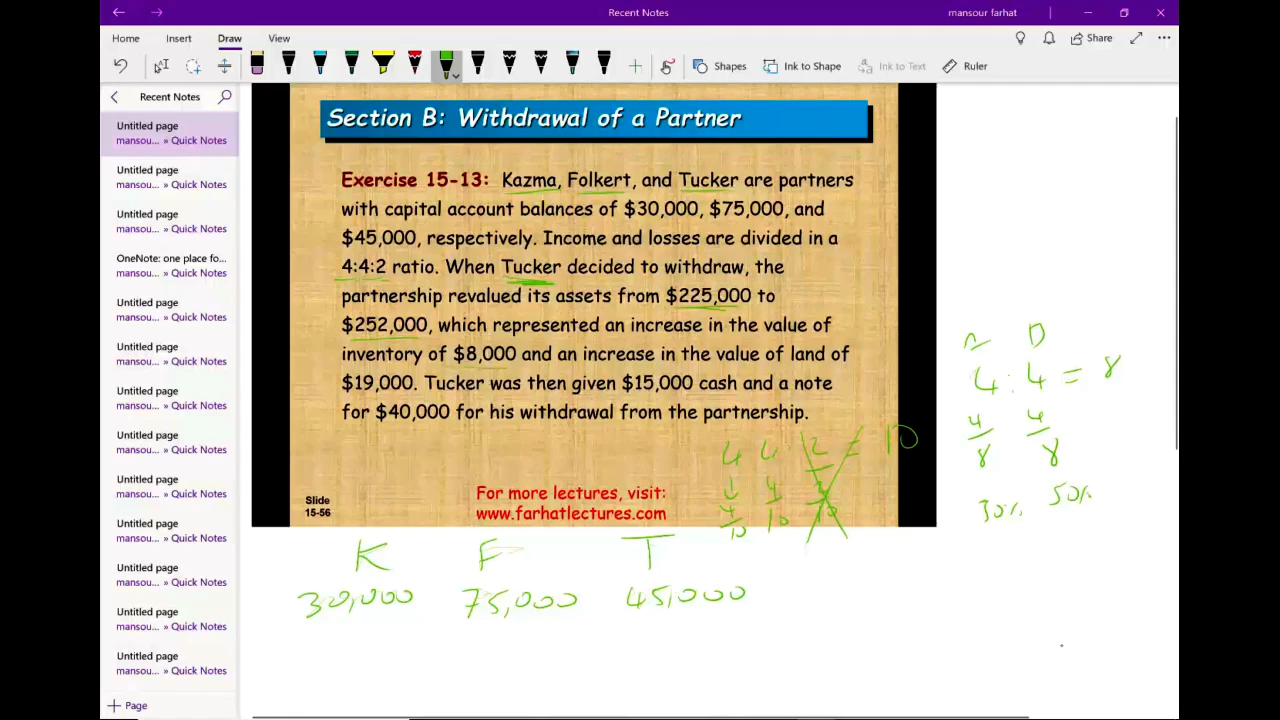 Recent Notes
mansour farhat
Home Insert Draw View
Share
Shapes Ink to Shape Ink to Text Ruler
Recent Notes
Untitled page
mansou... » Quick Notes
Untitled page
mansou... » Quick Notes
Untitled page
mansou... » Quick Notes
OneNote: one place fo...
mansou... » Quick Notes
Untitled page
mansou... » Quick Notes
Untitled page
mansou... » Quick Notes
Untitled page
mansou... » Quick Notes
Untitled page
mansou... » Quick Notes
Untitled page
mansou... » Quick Notes
Untitled page
mansou... » Quick Notes
Untitled page
mansou... » Quick Notes
Untitled page
mansou... » Quick Notes
Untitled page
mansou... » Quick Notes
Page
Section B: Withdrawal of a Partner
Exercise 15-13: Kazma, Folkert, and Tucker are partners
with capital account balances of $30,000, $75,000, and
$45,000, respectively. Income and losses are divided in a
4:4:2 ratio. When Tucker decided to withdraw, the
partnership revalued its assets from $225,000 to
$252,000, which represented an increase in the value of
inventory of $8,000 and an increase in the value of land of
$19,000. Tucker was then given $15,000 cash and a note
for $40,000 for his withdrawal from the partnership.
Slide
15-56
For more lectures, visit:
www.farhatlectures.com
4 4 2 = 10
4/10 4/10 2/10
D
4 : 4 = 8
4/8 4/8
50%
K F T
30,000 75,000 45,000